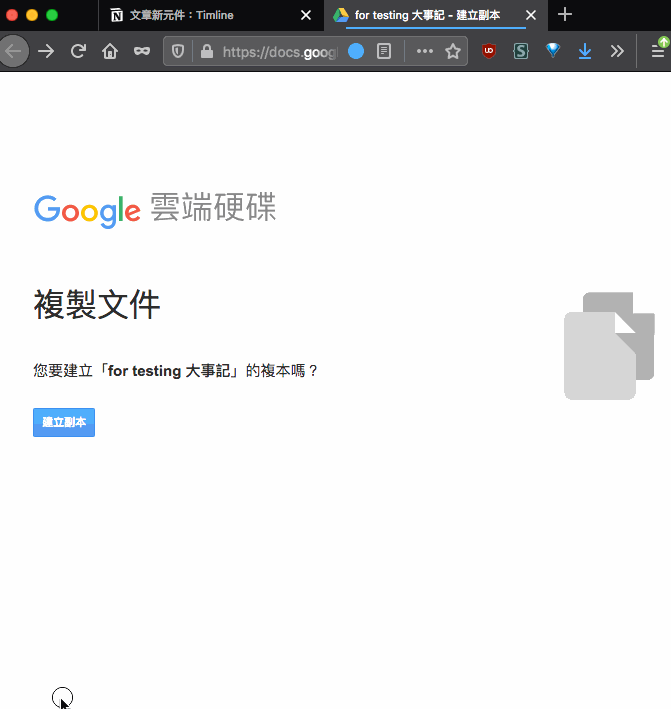 文章新元件：Timline
for testing 大事記 - 建立副本
https://docs.goog
Google 雲端硬碟
複製文件
您要建立「for testing 大事記」的複本嗎？
建立副本